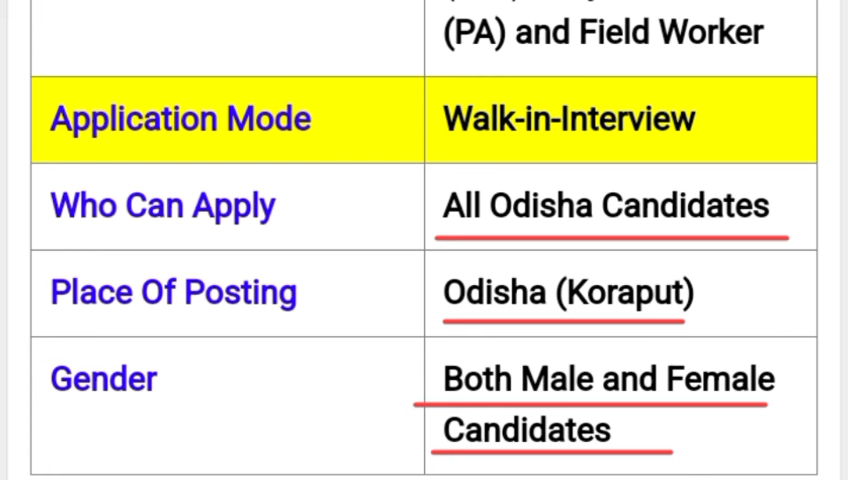 (PA) and Field Worker
Application Mode Walk-in-Interview
Who Can Apply All Odisha Candidates
Place Of Posting Odisha (Koraput)
Gender Both Male and Female
Candidates